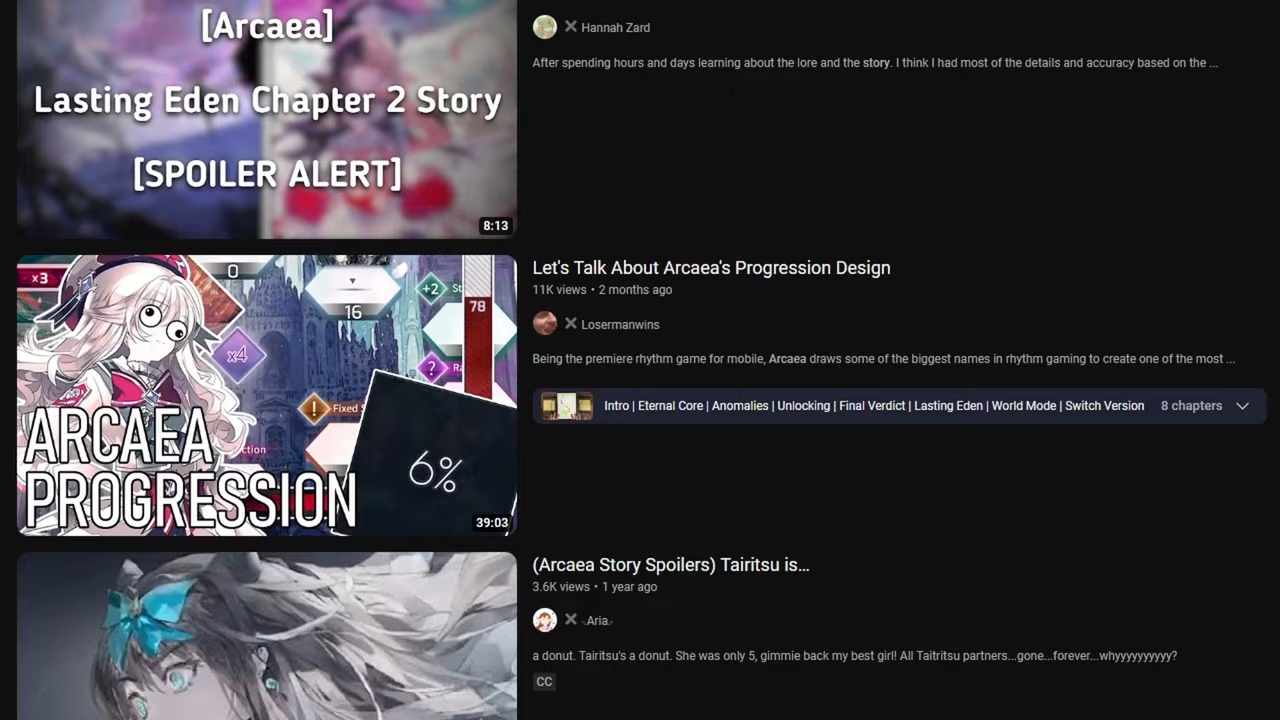 [Arcaea]
Lasting Eden Chapter 2 Story
[SPOILER ALERT]
8:13
Hannah Zard
After spending hours and days learning about the lore and the story. I think I had most of the details and accuracy based on the ...
x3
0
16
+2
St
78
x4
?
Ra
!
Fixed S
ction
6%
ARCAEA
PROGRESSION
39:03
Let's Talk About Arcaea's Progression Design
11K views • 2 months ago
Losermanwins
Being the premiere rhythm game for mobile, Arcaea draws some of the biggest names in rhythm gaming to create one of the most ...
Intro | Eternal Core | Anomalies | Unlocking | Final Verdict | Lasting Eden | World Mode | Switch Version 8 chapters
(Arcaea Story Spoilers) Tairitsu is...
3.6K views • 1 year ago
Aria
a donut. Tairitsu's a donut. She was only 5, gimmie back my best girl! All Taitritsu partners...gone...forever...whyyyyyyyyyy?
CC